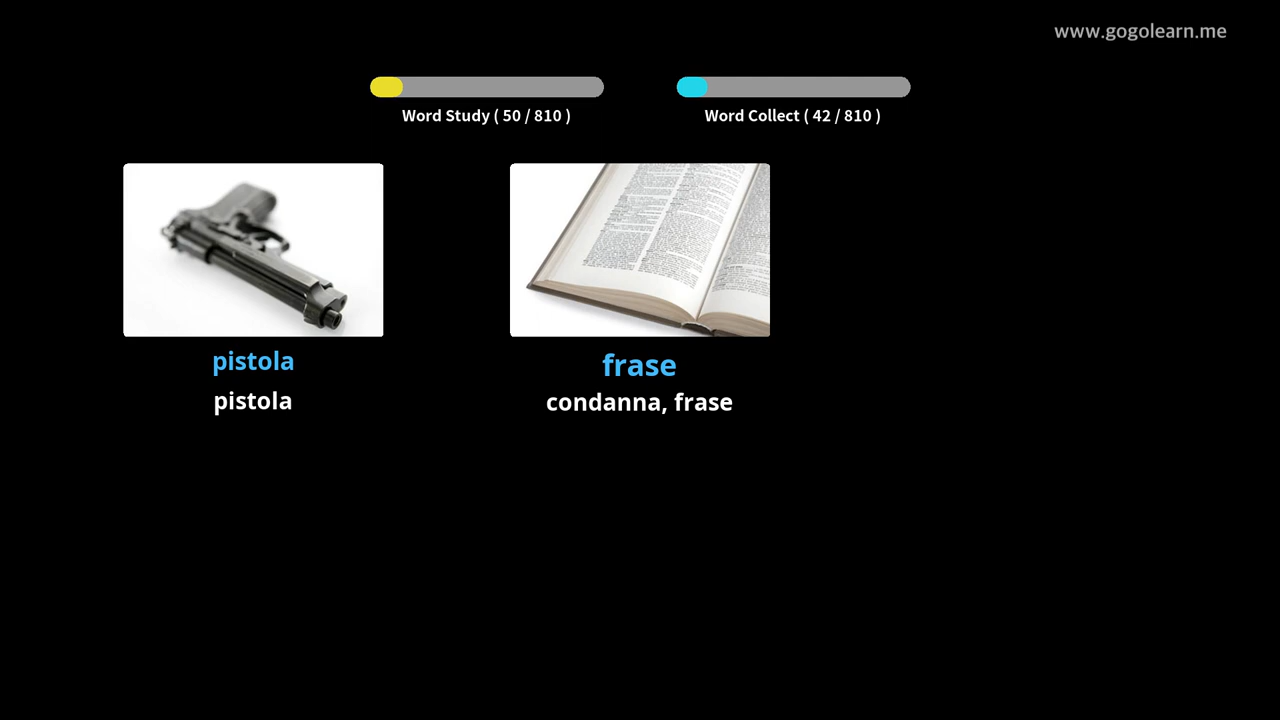 www.gogolearn.me
Word Study ( 50 / 810 )
Word Collect ( 42 / 810 )
pistola
pistola
frase
condanna, frase